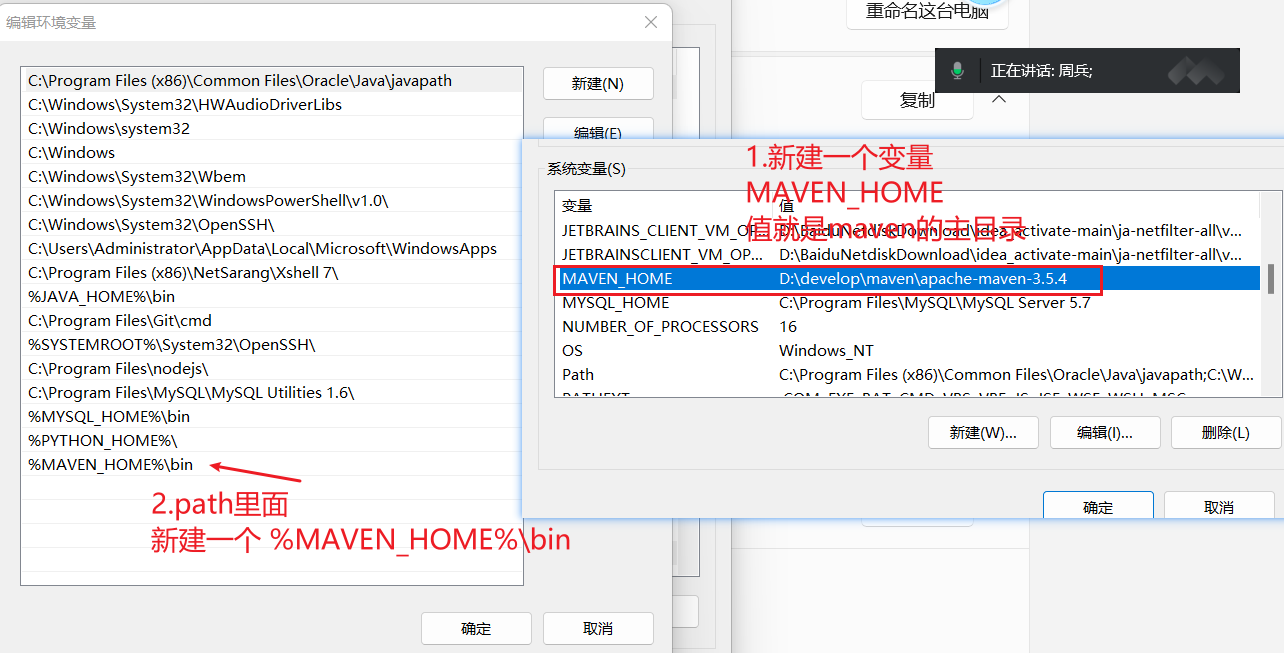 编辑环境变量
C:\Program Files (x86)\Common Files\Oracle\Java\javapath
C:\Windows\System32\HWAudioDriverLibs
C:\Windows\system32
C:\Windows
C:\Windows\System32\Wbem
C:\Windows\System32\WindowsPowerShell\v1.0\
C:\Windows\System32\OpenSSH\
C:\Users\Administrator\AppData\Local\Microsoft\WindowsApps
C:\Program Files (x86)\NetSarang\Xshell 7\
%JAVA_HOME%\bin
C:\Program Files\Git\cmd
%SYSTEMROOT%\System32\OpenSSH\
C:\Program Files\nodejs\
C:\Program Files\MySQL\MySQL Utilities 1.6\
%MYSQL_HOME%\bin
%PYTHON_HOME%\
%MAVEN_HOME%\bin
2.path里面
新建一个 %MAVEN_HOME%\bin
新建(N)
编辑(E)
确定
取消
重命名这台电脑
正在讲话: 周兵;
复制
1.新建一个变量
MAVEN_HOME
值就是maven的主目录
系统变量(S)
变量 值
JETBRAINS_CLIENT_VM_OP... D:\BaiduNetdiskDownload\idea_activate-main\ja-netfilter-all\v...
JETBRAINSCLIENT_VM_OP... D:\BaiduNetdiskDownload\idea_activate-main\ja-netfilter-all\v...
MAVEN_HOME D:\develop\maven\apache-maven-3.5.4
MYSQL_HOME C:\Program Files\MySQL\MySQL Server 5.7
NUMBER_OF_PROCESSORS 16
OS Windows_NT
Path C:\Program Files (x86)\Common Files\Oracle\Java\javapath;C:\W...
新建(W)... 编辑(I)... 删除(L)
确定 取消